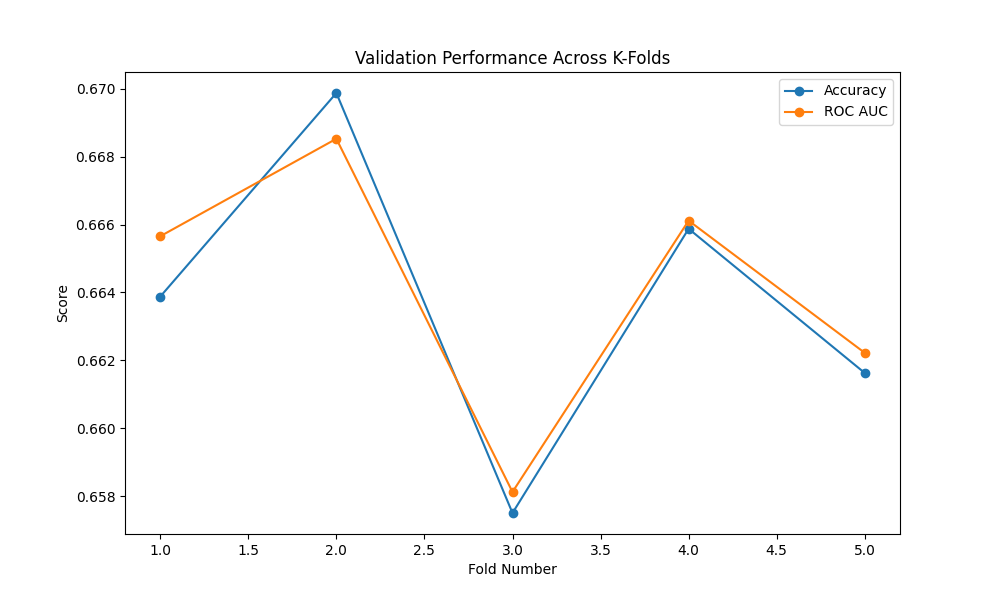 Validation Performance Across K-Folds
Accuracy
ROC AUC
0.670
0.668
0.666
0.664
0.662
0.660
0.658
Score
1.0 1.5 2.0 2.5 3.0 3.5 4.0 4.5 5.0
Fold Number